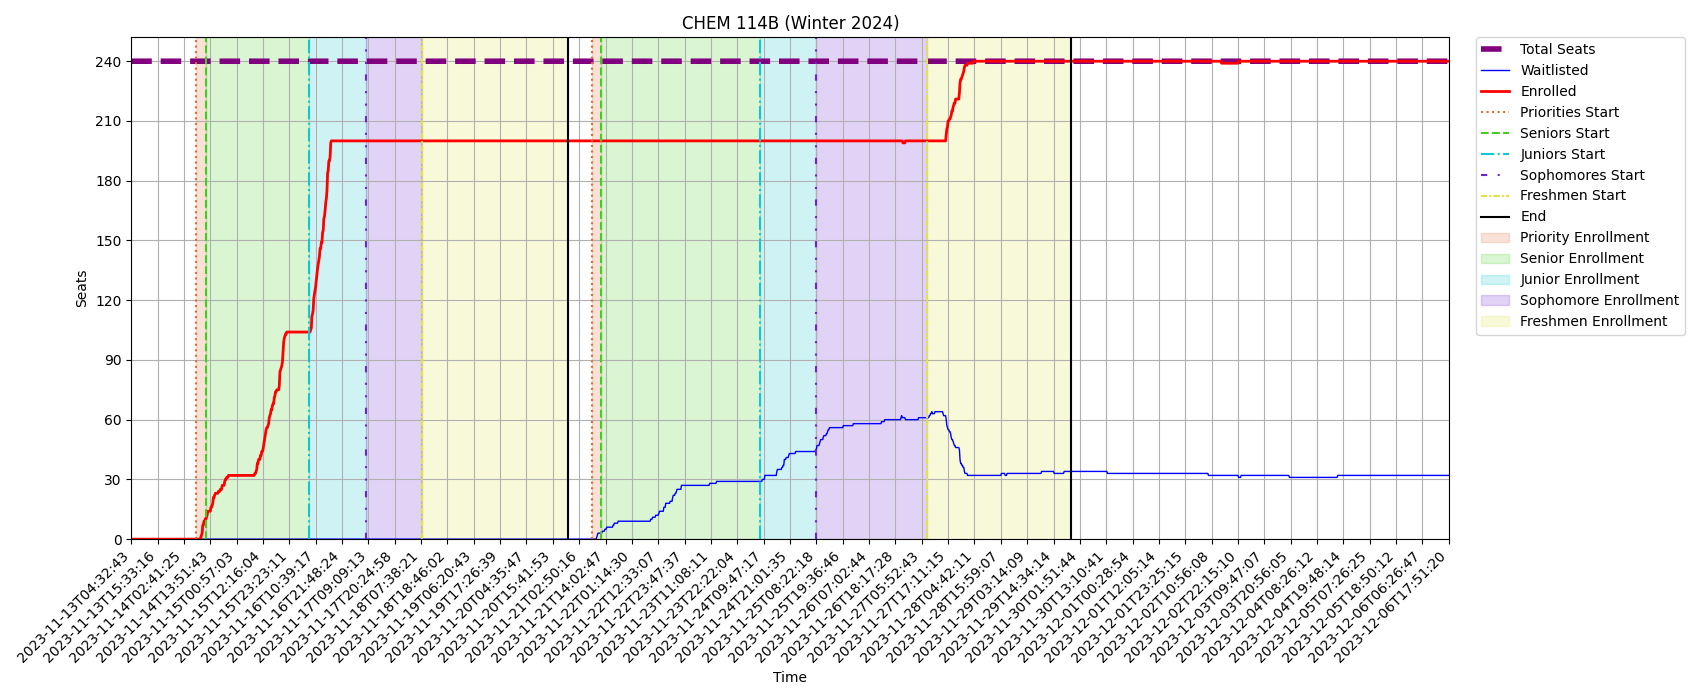 CHEM 114B (Winter 2024)
Seats
240
210
180
150
120
90
60
30
0
2023-11-13T04:32:43
2023-11-13T15:33:16
2023-11-14T02:41:25
2023-11-14T13:51:43
2023-11-15T00:57:03
2023-11-15T12:16:04
2023-11-15T23:23:11
2023-11-16T10:39:17
2023-11-16T21:48:24
2023-11-17T09:09:13
2023-11-17T20:24:58
2023-11-18T07:38:21
2023-11-18T18:46:02
2023-11-19T06:20:43
2023-11-19T17:26:39
2023-11-20T04:35:47
2023-11-20T15:41:53
2023-11-21T02:50:16
2023-11-21T14:02:47
2023-11-22T01:14:30
2023-11-22T12:33:07
2023-11-22T23:47:37
2023-11-23T11:08:11
2023-11-23T22:22:04
2023-11-24T09:47:17
2023-11-24T21:01:35
2023-11-25T08:22:18
2023-11-25T19:36:46
2023-11-26T07:02:44
2023-11-26T18:17:28
2023-11-27T05:52:43
2023-11-27T17:11:15
2023-11-28T04:42:11
2023-11-28T15:59:07
2023-11-29T03:14:09
2023-11-29T14:34:14
2023-11-30T01:51:44
2023-11-30T13:10:41
2023-12-01T00:28:54
2023-12-01T12:05:14
2023-12-01T23:25:15
2023-12-02T10:56:08
2023-12-02T22:15:10
2023-12-03T09:47:07
2023-12-03T20:56:05
2023-12-04T08:26:12
2023-12-04T19:48:14
2023-12-05T07:26:25
2023-12-05T18:50:12
2023-12-06T06:26:47
2023-12-06T17:51:20
Time
Total Seats
Waitlisted
Enrolled
Priorities Start
Seniors Start
Juniors Start
Sophomores Start
Freshmen Start
End
Priority Enrollment
Senior Enrollment
Junior Enrollment
Sophomore Enrollment
Freshmen Enrollment